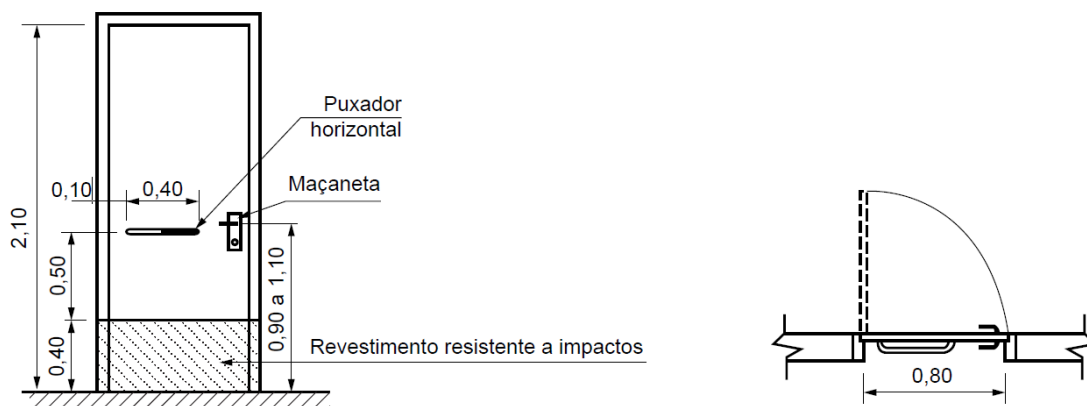 Puxador
horizontal
0,10
0,40
Maçaneta
2,10
0,50
0,90 a 1,10
0,40
Revestimento resistente a impactos
0,80